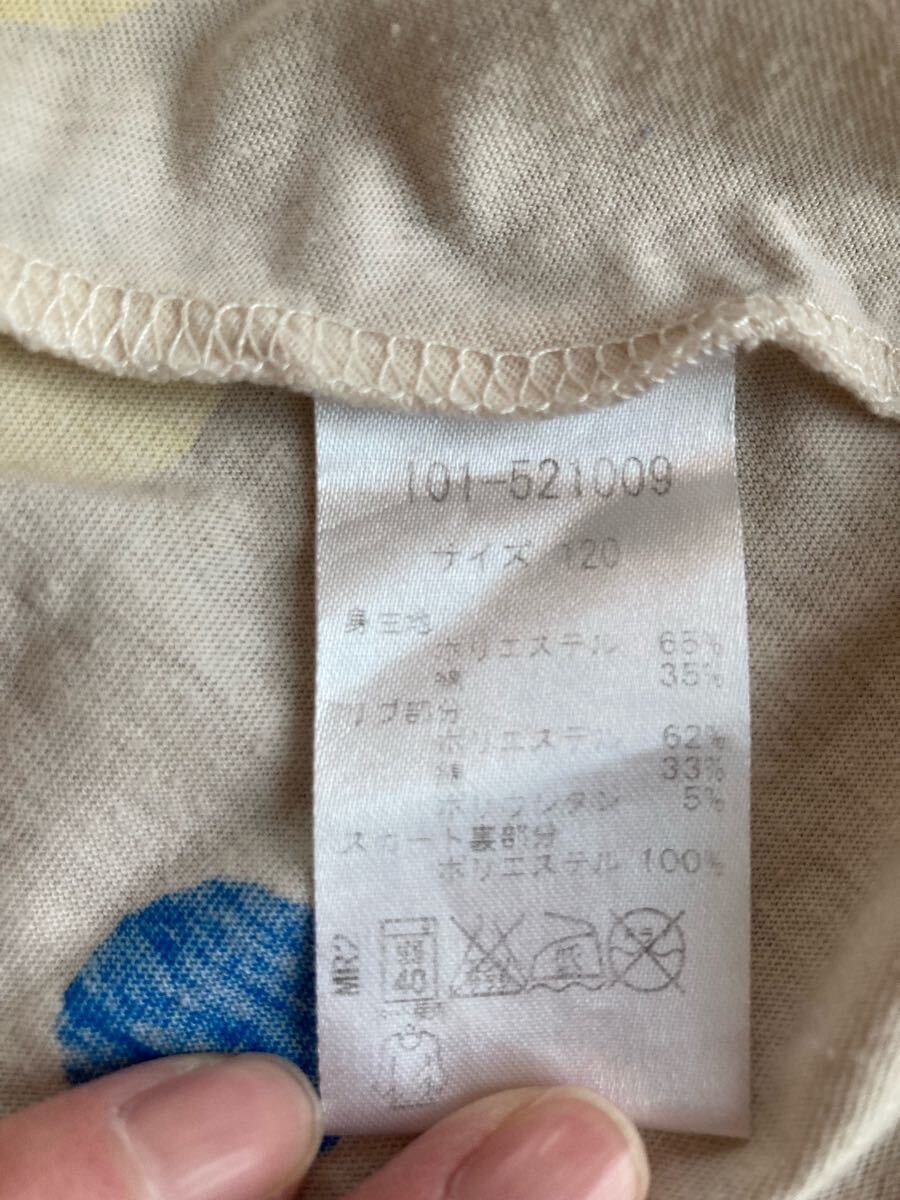 101-521009
サイズ 120
身生地
ポリエステル 65%
綿 35%
リブ部分
ポリエステル 62%
綿 33%
ポリウレタン 5%
スカート裏部分
ポリエステル 100%
40